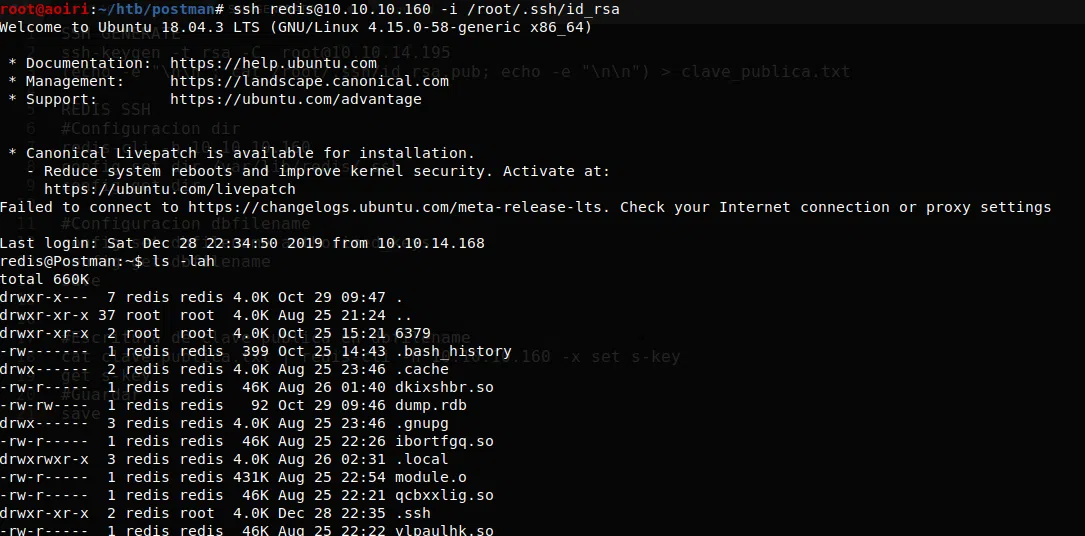 root@aoiri:~/htb/postman# ssh redis@10.10.10.160 -i /root/.ssh/id_rsa
Welcome to Ubuntu 18.04.3 LTS (GNU/Linux 4.15.0-58-generic x86_64)
* Documentation: https://help.ubuntu.com
* Management: https://landscape.canonical.com
* Support: https://ubuntu.com/advantage
REDIS SSH
#Configuracion dir
* Canonical Livepatch is available for installation.
- Reduce system reboots and improve kernel security. Activate at:
https://ubuntu.com/livepatch
Failed to connect to https://changelogs.ubuntu.com/meta-release-lts. Check your Internet connection or proxy settings
#Configuracion dbfilename
Last login: Sat Dec 28 22:34:50 2019 from 10.10.14.168
redis@Postman:~$ ls -lah
total 660K
drwxr-x--- 7 redis redis 4.0K Oct 29 09:47 .
drwxr-xr-x 37 root root 4.0K Aug 25 21:24 ..
drwxr-xr-x 2 root root 4.0K Oct 25 15:21 6379
-rw------- 1 redis redis 399 Oct 25 14:43 .bash_history
drwx------ 2 redis redis 4.0K Aug 25 23:46 .cache
-rw-r----- 1 redis redis 46K Aug 26 01:40 dkixshbr.so
-rw-rw---- 1 redis redis 92 Oct 29 09:46 dump.rdb
drwx------ 3 redis redis 4.0K Aug 25 23:46 .gnupg
-rw-r----- 1 redis redis 46K Aug 25 22:26 ibortfgq.so
drwxrwxr-x 3 redis redis 4.0K Aug 26 02:31 .local
-rw-r----- 1 redis redis 431K Aug 25 22:54 module.o
-rw-r----- 1 redis redis 46K Aug 25 22:21 qcbxxlig.so
drwxr-xr-x 2 redis root 4.0K Dec 28 22:35 .ssh
-rw-r----- 1 redis redis 46K Aug 25 22:22 vlpaulhk.so